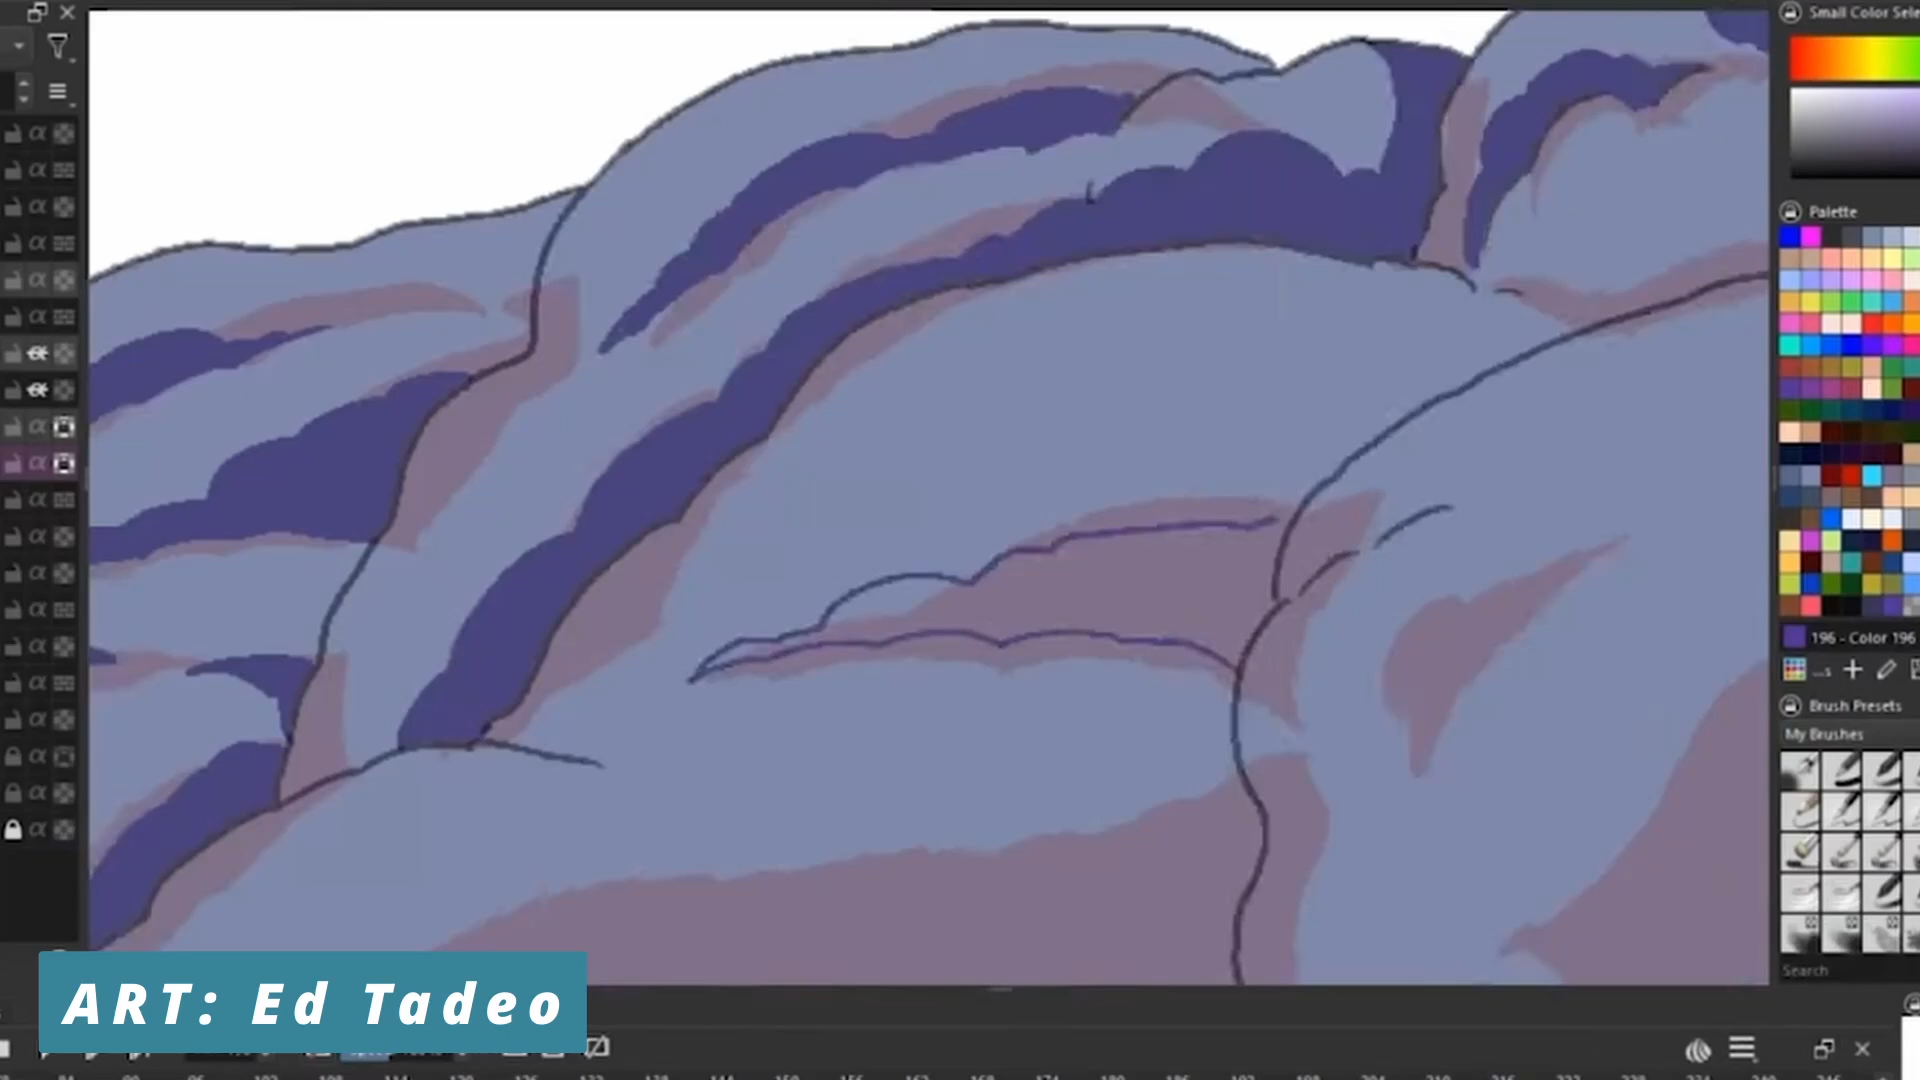 Small Color Sele
Palette
196 - Color 196
...s
Brush Presets
My Brushes
Search
ART: Ed Tadeo